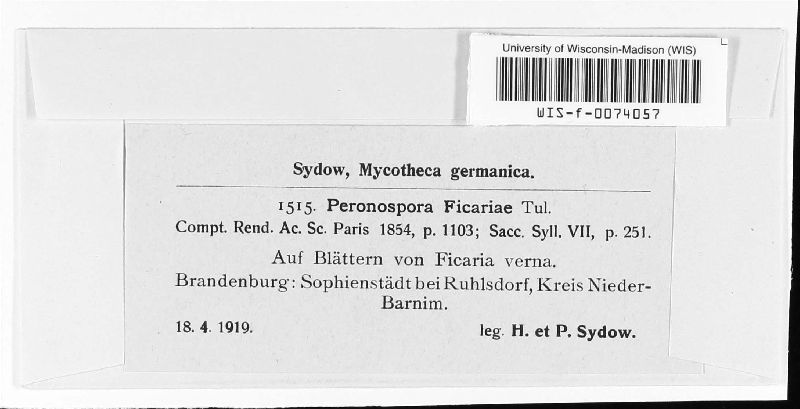 University of Wisconsin-Madison (WIS)
WIS-f-0074057
Sydow, Mycotheca germanica.
1515. Peronospora Ficariae Tul.
Compt. Rend. Ac. Sc. Paris 1854, p. 1103; Sacc. Syll. VII, p. 251.
Auf Blättern von Ficaria verna.
Brandenburg: Sophienstädt bei Ruhlsdorf, Kreis Nieder-
Barnim.
18. 4. 1919. leg. H. et P. Sydow.